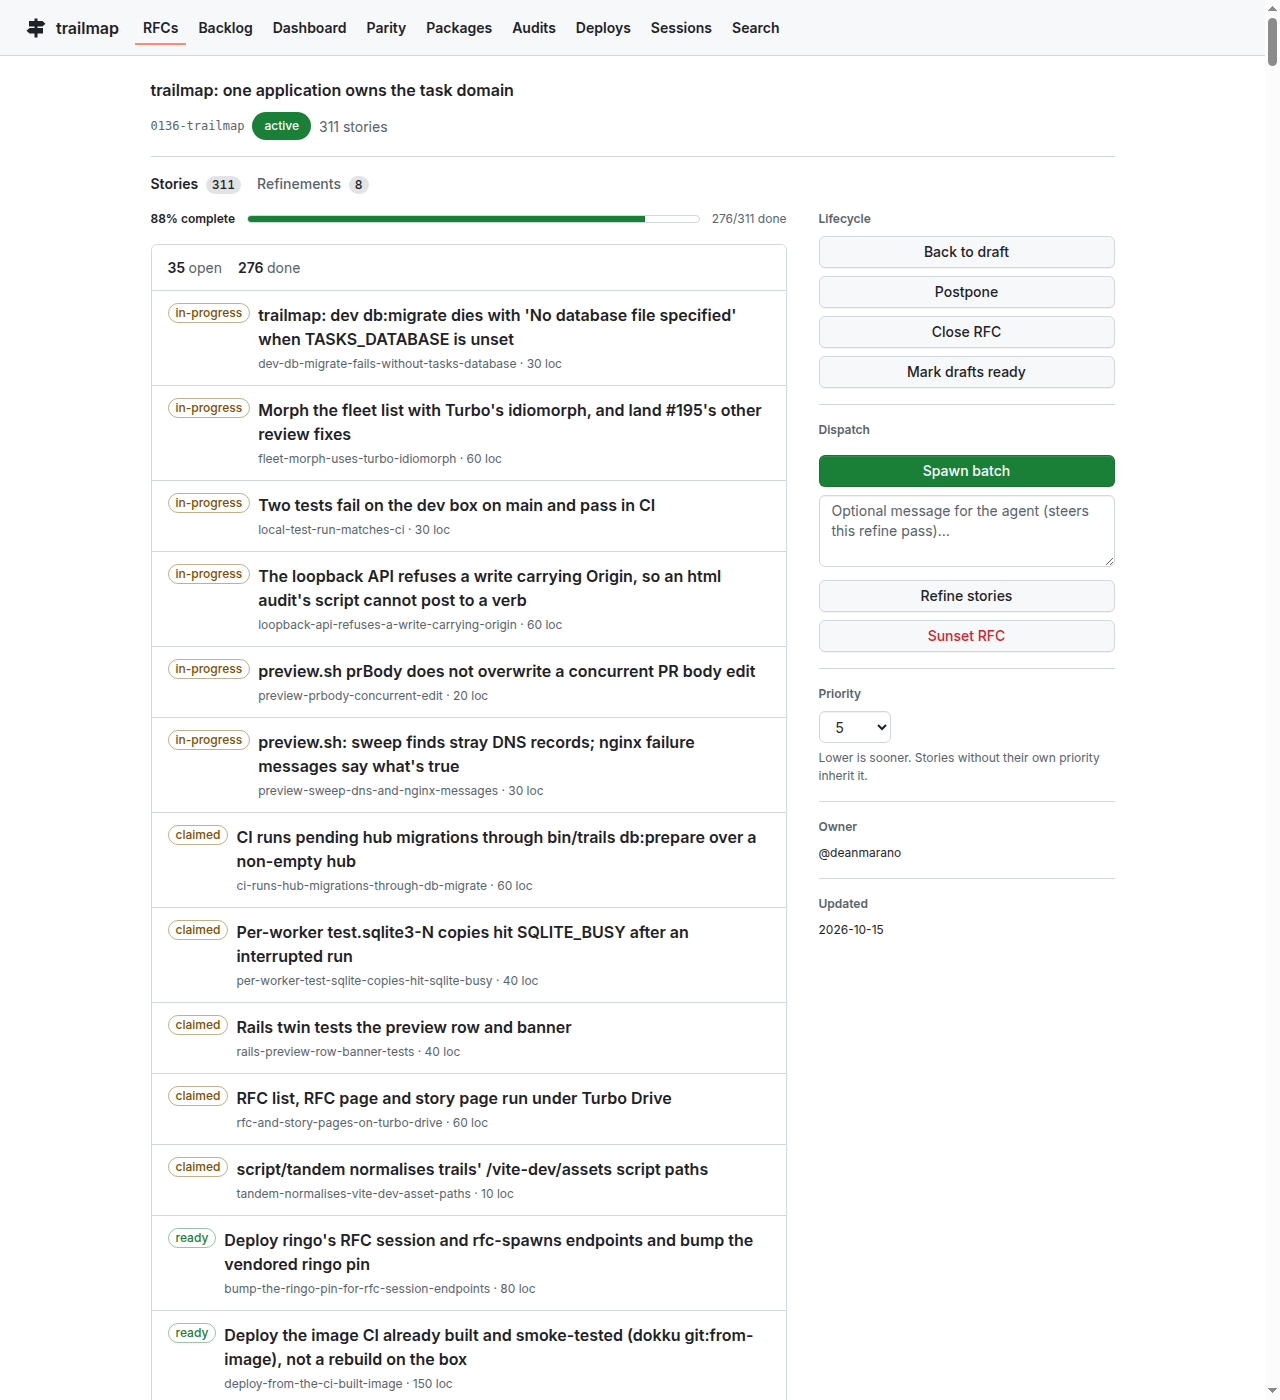 trailmap RFCs Backlog Dashboard Parity Packages Audits Deploys Sessions Search
trailmap: one application owns the task domain
0136-trailmap active 311 stories
Stories 311 Refinements 8
88% complete 276/311 done
35 open 276 done
in-progress trailmap: dev db:migrate dies with 'No database file specified'
when TASKS_DATABASE is unset
dev-db-migrate-fails-without-tasks-database · 30 loc
in-progress Morph the fleet list with Turbo's idiomorph, and land #195's other
review fixes
fleet-morph-uses-turbo-idiomorph · 60 loc
in-progress Two tests fail on the dev box on main and pass in CI
local-test-run-matches-ci · 30 loc
in-progress The loopback API refuses a write carrying Origin, so an html
audit's script cannot post to a verb
loopback-api-refuses-a-write-carrying-origin · 60 loc
in-progress preview.sh prBody does not overwrite a concurrent PR body edit
preview-prbody-concurrent-edit · 20 loc
in-progress preview.sh: sweep finds stray DNS records; nginx failure
messages say what's true
preview-sweep-dns-and-nginx-messages · 30 loc
claimed CI runs pending hub migrations through bin/trails db:prepare over a
non-empty hub
ci-runs-hub-migrations-through-db-migrate · 60 loc
claimed Per-worker test.sqlite3-N copies hit SQLITE_BUSY after an
interrupted run
per-worker-test-sqlite-copies-hit-sqlite-busy · 40 loc
claimed Rails twin tests the preview row and banner
rails-preview-row-banner-tests · 40 loc
claimed RFC list, RFC page and story page run under Turbo Drive
rfc-and-story-pages-on-turbo-drive · 60 loc
claimed script/tandem normalises trails' /vite-dev/assets script paths
tandem-normalises-vite-dev-asset-paths · 10 loc
ready Deploy ringo's RFC session and rfc-spawns endpoints and bump the
vendored ringo pin
bump-the-ringo-pin-for-rfc-session-endpoints · 80 loc
ready Deploy the image CI already built and smoke-tested (dokku git:from-
image), not a rebuild on the box
deploy-from-the-ci-built-image · 150 loc
Lifecycle
Back to draft
Postpone
Close RFC
Mark drafts ready
Dispatch
Spawn batch
Optional message for the agent (steers
this refine pass)...
Refine stories
Sunset RFC
Priority
5
Lower is sooner. Stories without their own priority
inherit it.
Owner
@deanmarano
Updated
2026-10-15